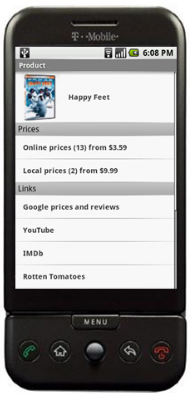 T··Mobile·
6:08 PM
Product
Happy Feet
Prices
Online prices (13) from $3.59
Local prices (2) from $9.99
Links
Google prices and reviews
YouTube
IMDb
Rotten Tomatoes
MENU